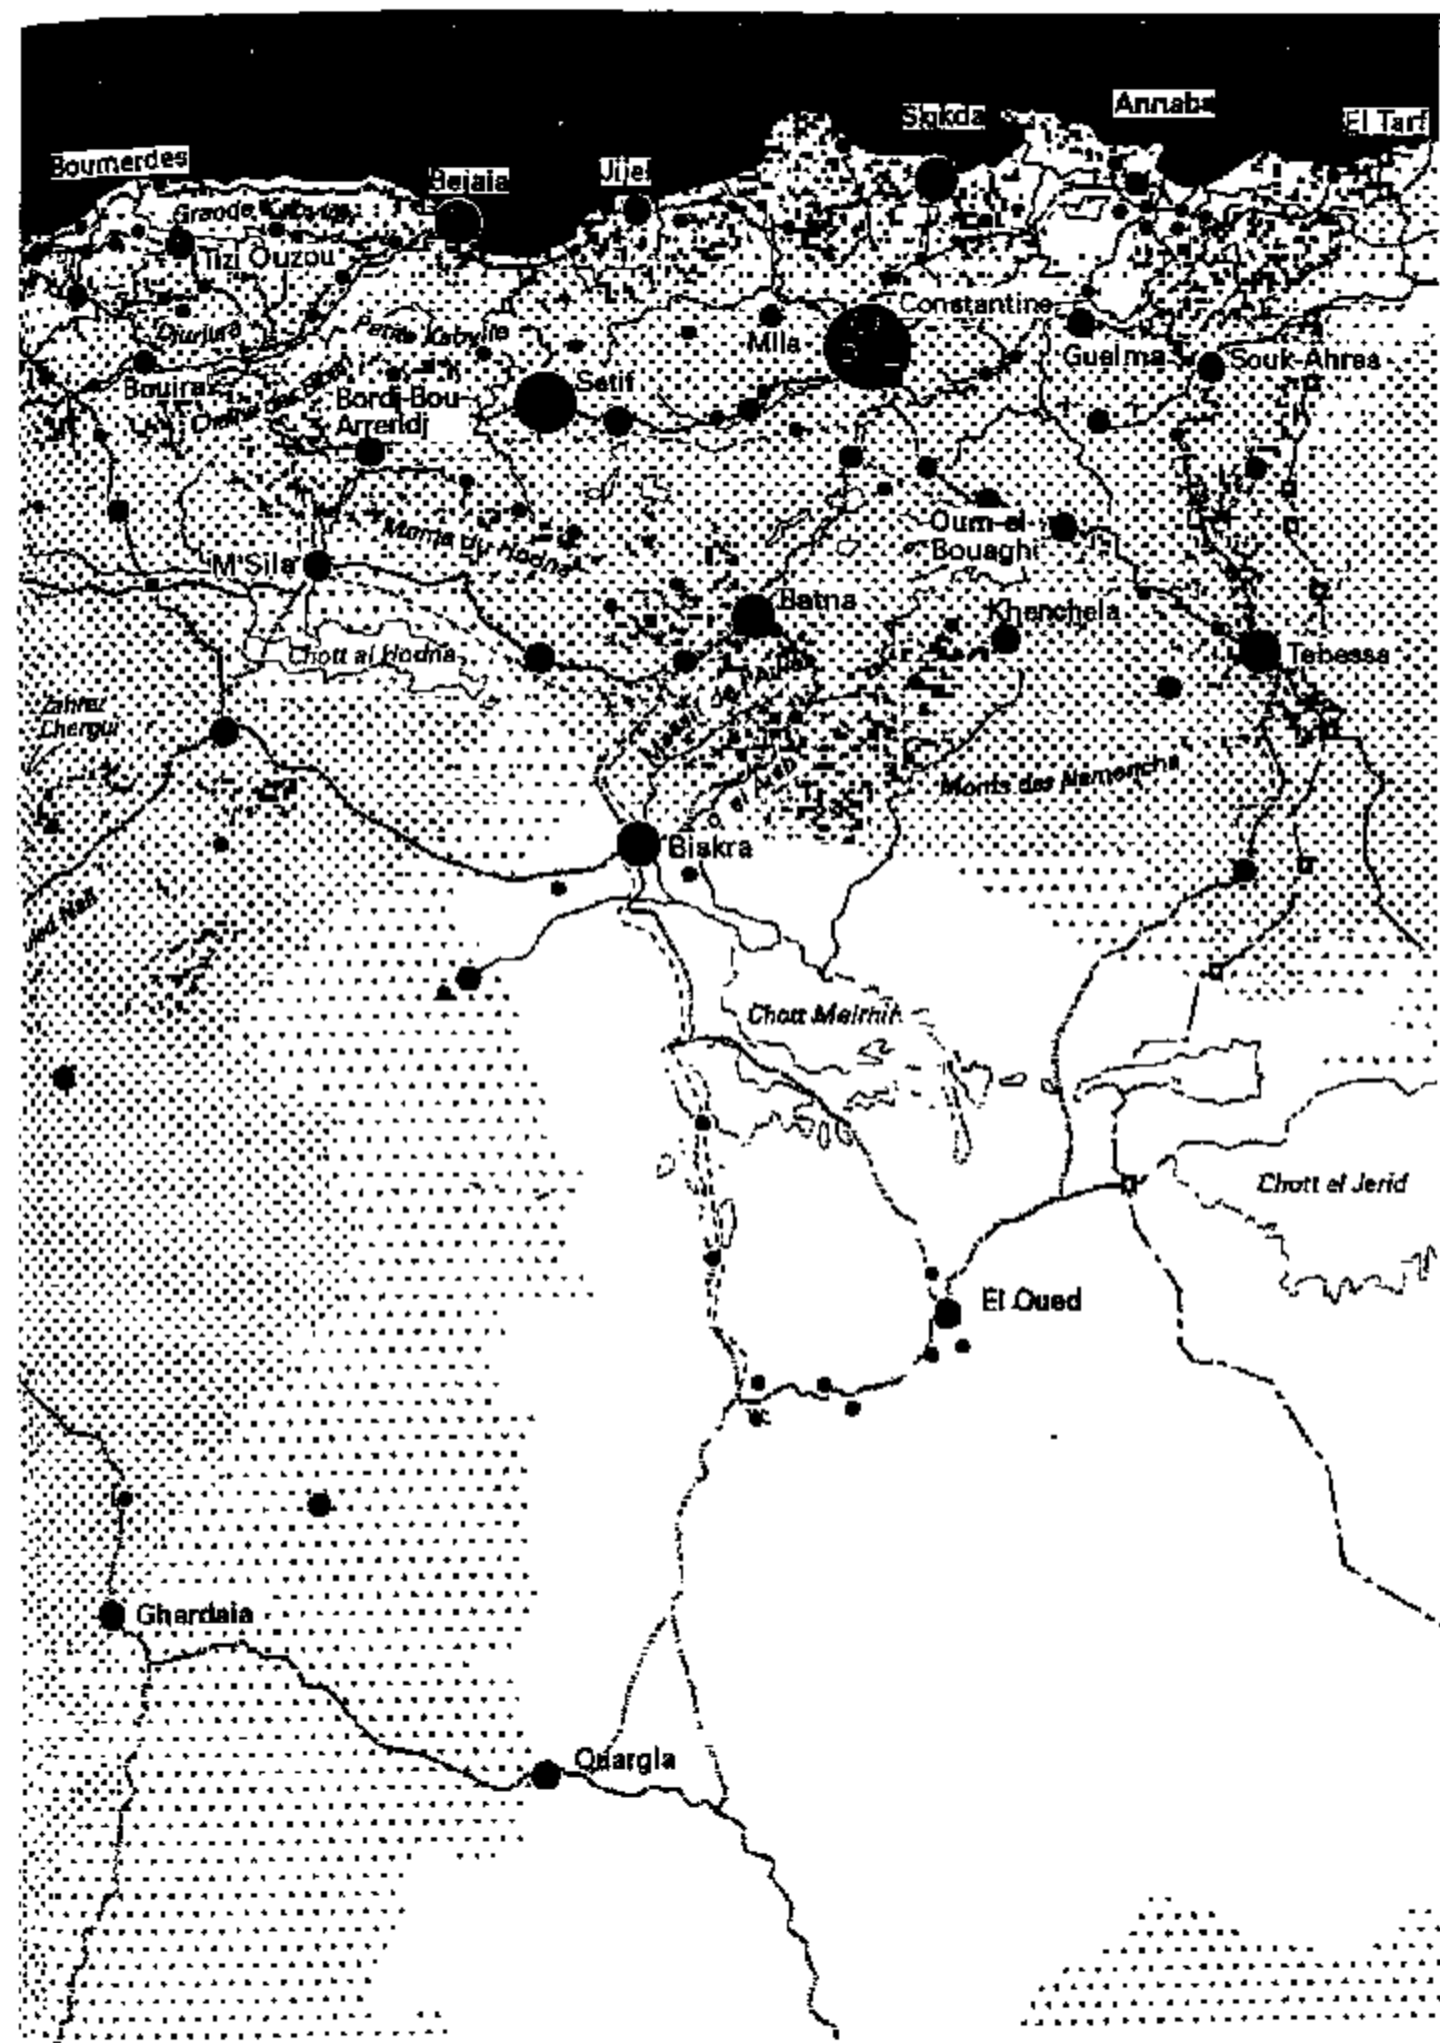 Skikda
Annaba
El Tarf
Boumerdes
Bejaia
Jijel
Grande Kabylie
Tizi Ouzou
Constantine
Petite Kabylie
Djurjura
Mila
Guelma
Souk-Ahras
Bouira
Setif
Bordj-Bou-
Arreridj
Oum-el-
Bouaghi
Monts du Hodna
M'Sila
Batna
Khenchela
Chott al Hodna
Tebessa
Zahrez
Chergui
Monts des Nemencha
Biskra
Chott Melrhir
Chott el Jerid
El Oued
Ghardaia
Ouargla